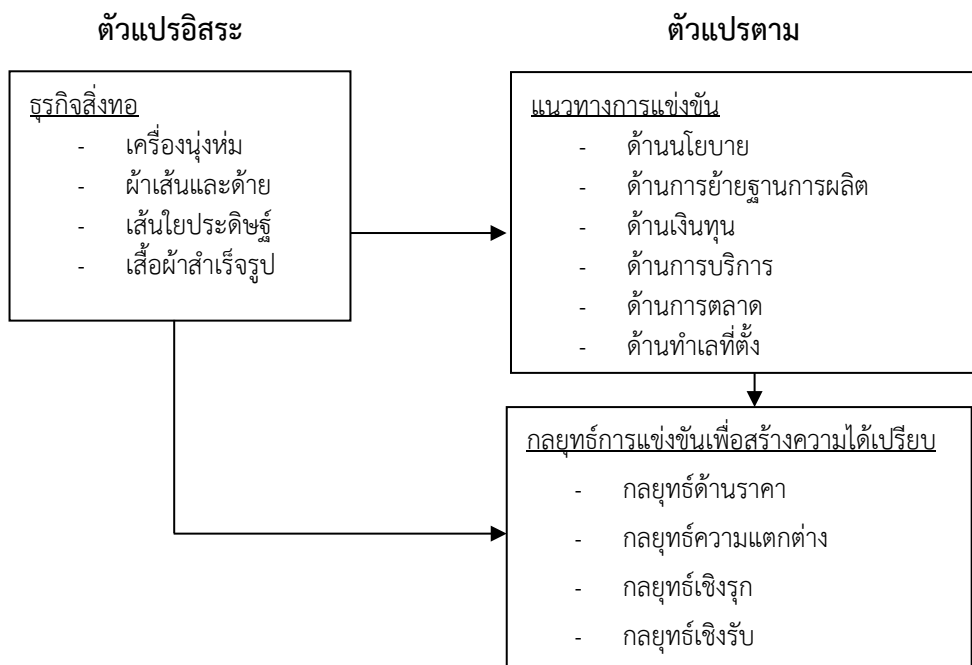 ตัวแปรอิสระ
ตัวแปรตาม
ธุรกิจสิ่งทอ
- เครื่องนุ่งห่ม
- ผ้าเส้นและด้าย
- เส้นใยประดิษฐ์
- เสื้อผ้าสำเร็จรูป
แนวทางการแข่งขัน
- ด้านนโยบาย
- ด้านการย้ายฐานการผลิต
- ด้านเงินทุน
- ด้านการบริการ
- ด้านการตลาด
- ด้านทำเลที่ตั้ง
กลยุทธ์การแข่งขันเพื่อสร้างความได้เปรียบ
- กลยุทธ์ด้านราคา
- กลยุทธ์ความแตกต่าง
- กลยุทธ์เชิงรุก
- กลยุทธ์เชิงรับ